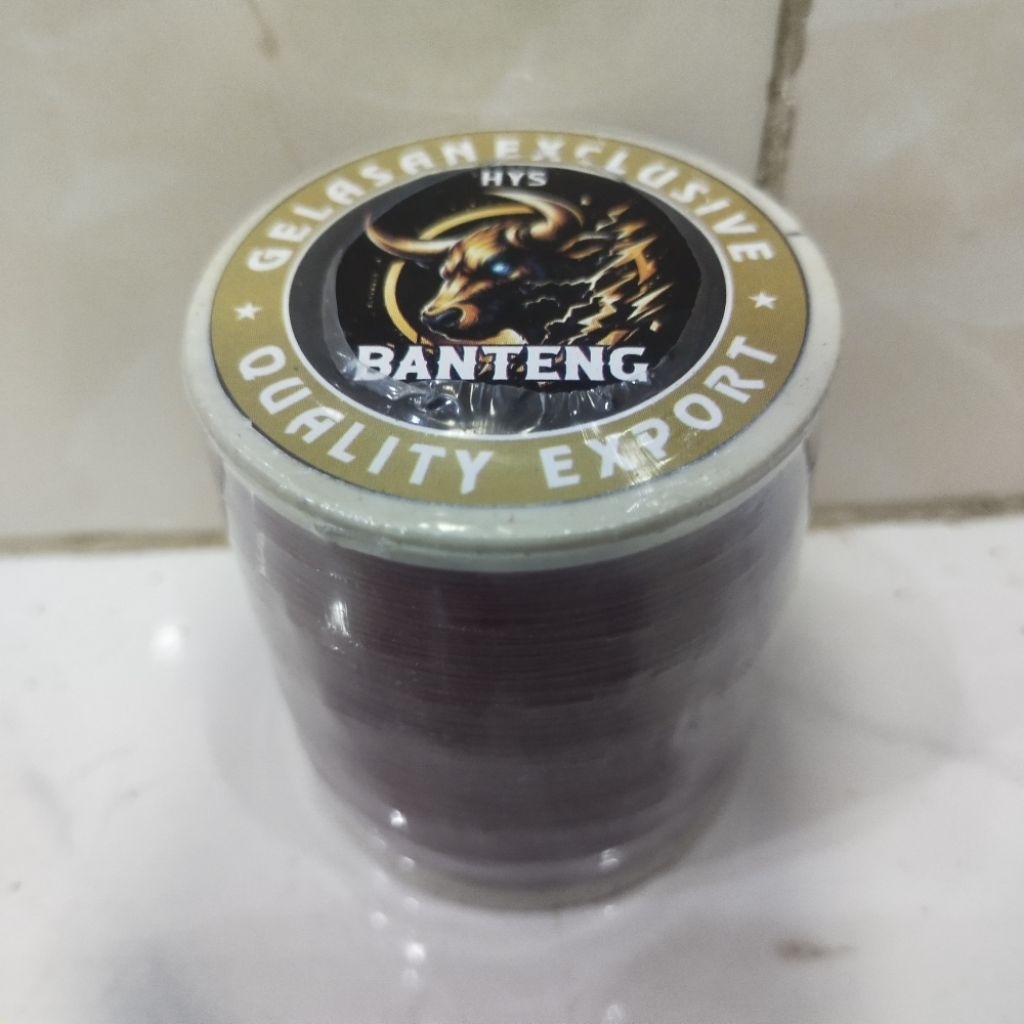 GELASAN EXCLUSIVE
HYS
BANTENG
QUALITY EXPORT